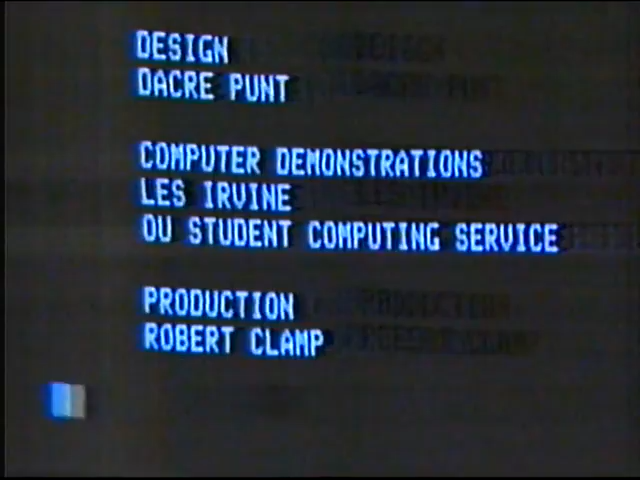 DESIGN
DACRE PUNT
COMPUTER DEMONSTRATIONS
LES IRVINE
OU STUDENT COMPUTING SERVICE
PRODUCTION
ROBERT CLAMP